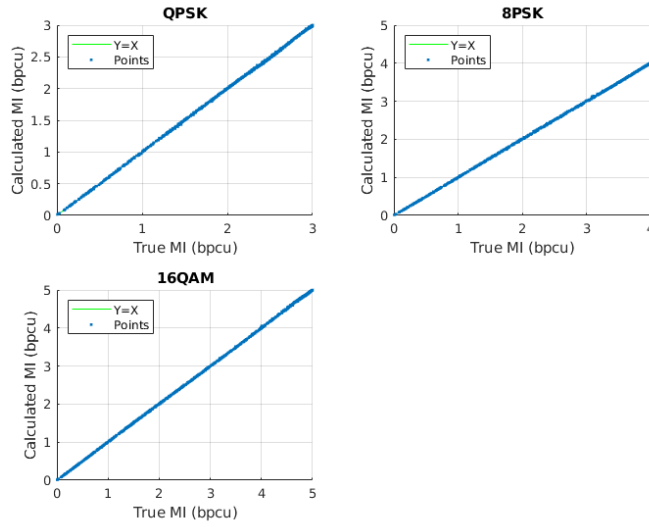 QPSK
Y=X
Points
Calculated MI (bpcu)
3
2.5
2
1.5
1
0.5
0
0 1 2 3
True MI (bpcu)
8PSK
Y=X
Points
Calculated MI (bpcu)
5
4
3
2
1
0
0 1 2 3 4
True MI (bpcu)
16QAM
Y=X
Points
Calculated MI (bpcu)
5
4
3
2
1
0
0 1 2 3 4 5
True MI (bpcu)